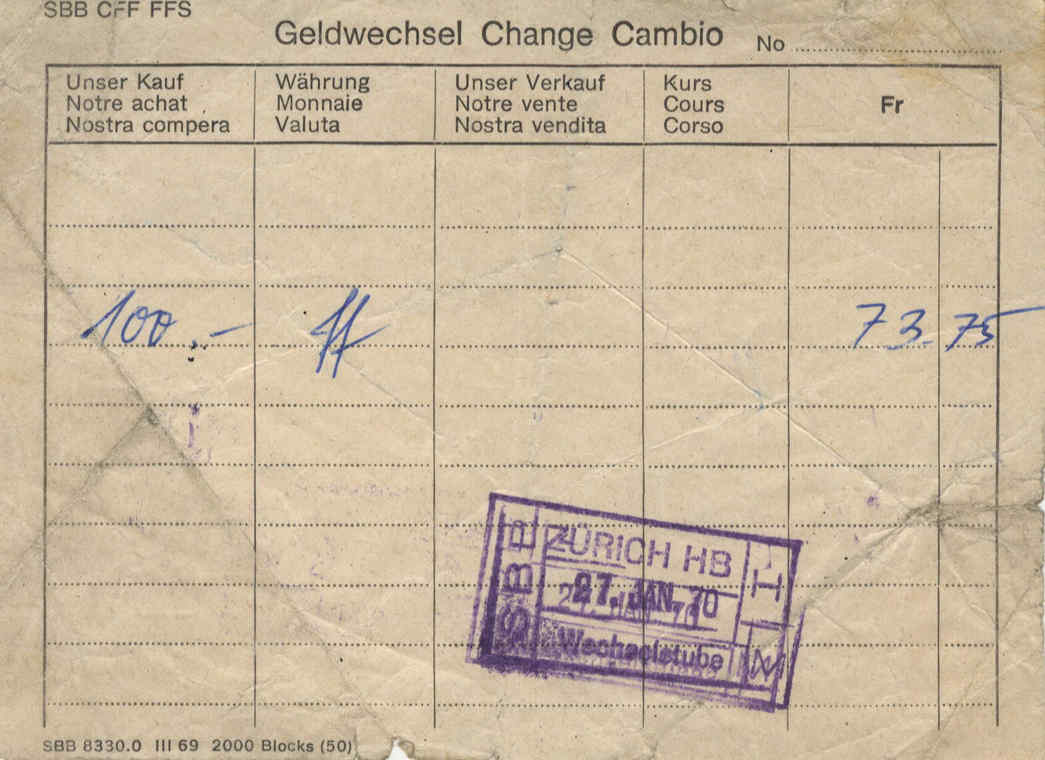 SBB CFF FFS
Geldwechsel Change Cambio No
Unser Kauf Währung Unser Verkauf Kurs
Notre achat Monnaie Notre vente Cours Fr
Nostra compera Valuta Nostra vendita Corso
100.- ff 73.75
SBB ZÜRICH HB
27. JAN. 70
Wechselstube
SBB 8330.0 III 69 2000 Blocks (50)